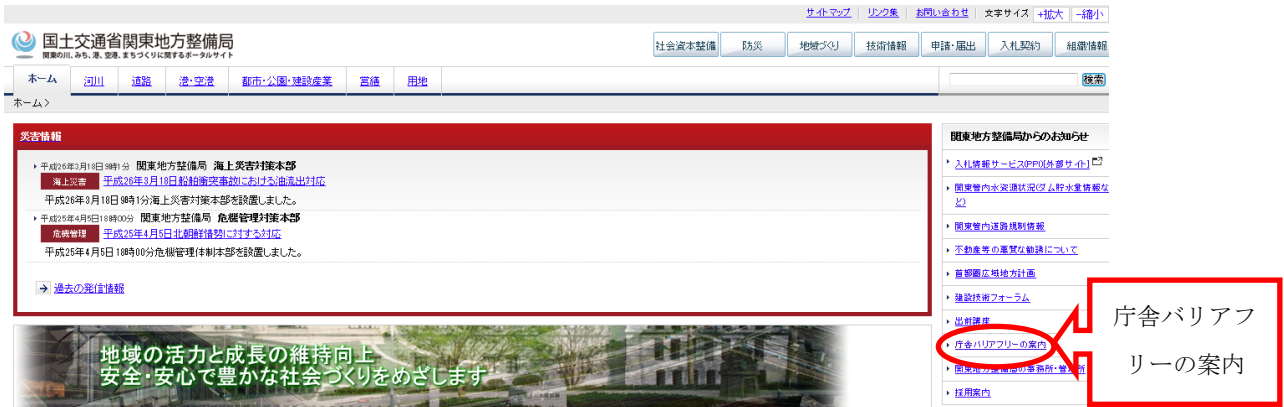 サイトマップ リンク集 お問い合わせ 文字サイズ +拡大 -縮小
国土交通省関東地方整備局
関東の川、みち、港、空港、まちづくりに関するポータルサイト
社会資本整備 防災 地域づくり 技術情報 申請・届出 入札契約 組織情報
ホーム 河川 道路 港・空港 都市・公園・建設産業 営繕 用地 検索
ホーム >
災害情報
平成26年3月18日9時1分 関東地方整備局 海上災害対策本部
海上災害 平成26年3月18日船舶衝突事故における油流出対応
平成26年3月18日9時1分海上災害対策本部を設置しました。
平成25年4月5日18時00分 関東地方整備局 危機管理対策本部
危機管理 平成25年4月5日北朝鮮情勢に対する対応
平成25年4月5日18時00分危機管理体制本部を設置しました。
過去の発信情報
地域の活力と成長の維持向上
安全・安心で豊かな社会づくりをめざします
関東地方整備局からのお知らせ
入札情報サービス(PPI)[外部サイト]
関東管内水資源状況(ダム貯水量情報な
ど)
関東管内道路規制情報
不動産等の悪質な勧誘について
首都圏広域地方計画
建設技術フォーラム
出前講座
庁舎バリアフリーの案内
関東地方整備局の事務所・管理所
採用案内
庁舎バリアフ
リーの案内